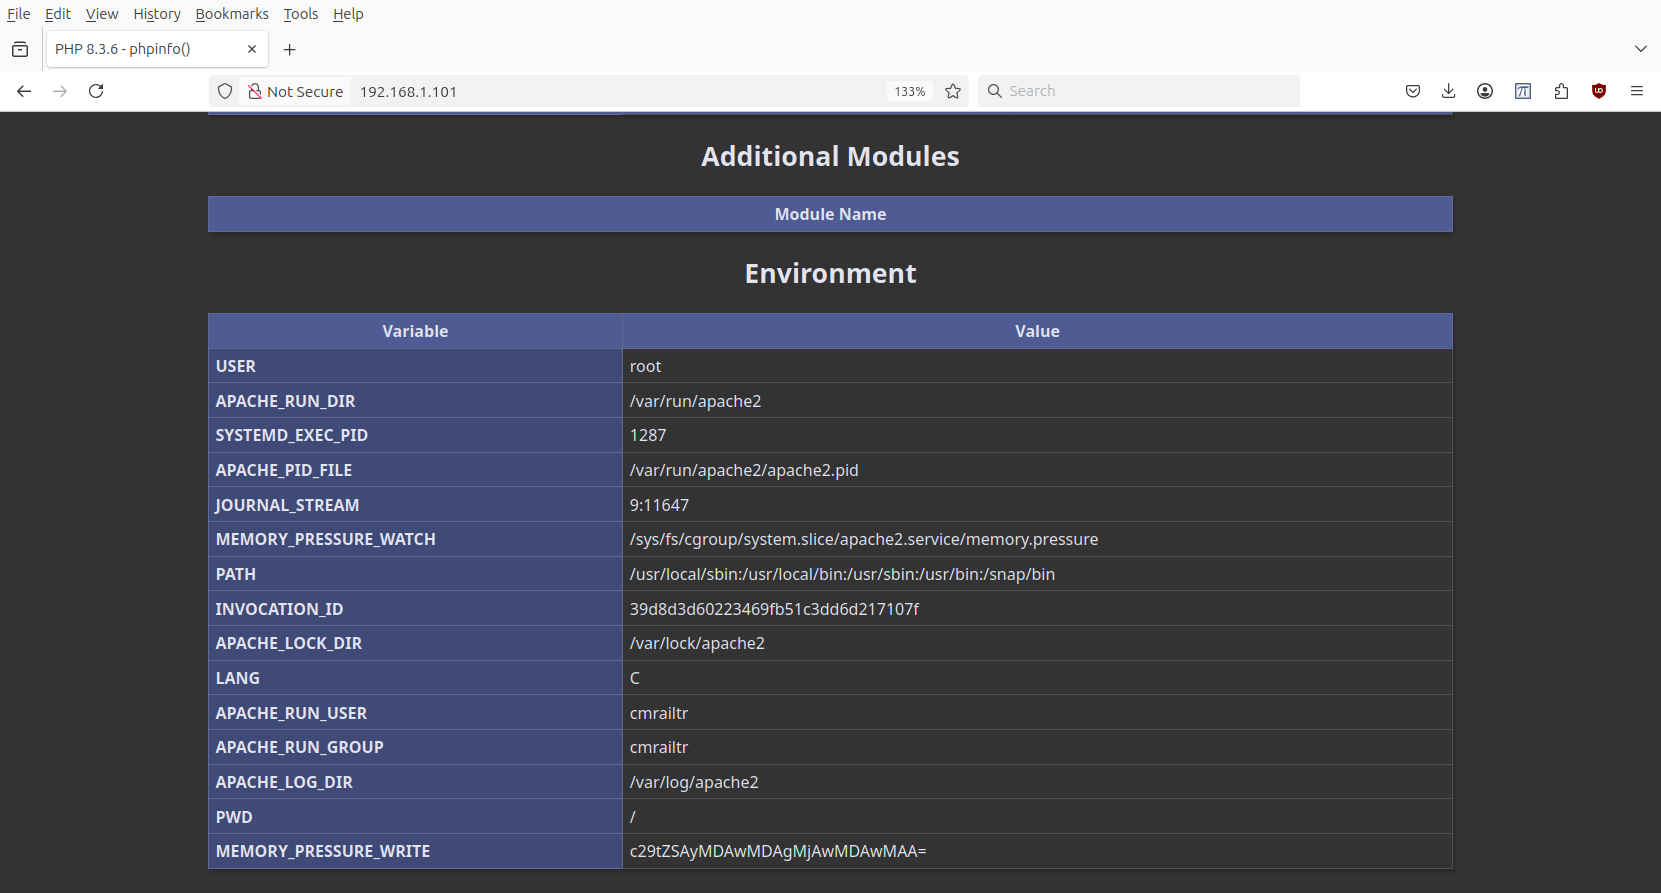 File Edit View History Bookmarks Tools Help
PHP 8.3.6 - phpinfo()
Not Secure 192.168.1.101 133% Search
Additional Modules
Module Name
Environment
Variable Value
USER root
APACHE_RUN_DIR /var/run/apache2
SYSTEMD_EXEC_PID 1287
APACHE_PID_FILE /var/run/apache2/apache2.pid
JOURNAL_STREAM 9:11647
MEMORY_PRESSURE_WATCH /sys/fs/cgroup/system.slice/apache2.service/memory.pressure
PATH /usr/local/sbin:/usr/local/bin:/usr/sbin:/usr/bin:/snap/bin
INVOCATION_ID 39d8d3d60223469fb51c3dd6d217107f
APACHE_LOCK_DIR /var/lock/apache2
LANG C
APACHE_RUN_USER cmrailtr
APACHE_RUN_GROUP cmrailtr
APACHE_LOG_DIR /var/log/apache2
PWD /
MEMORY_PRESSURE_WRITE c29tZSAyMDAwMDAgMjAwMDAwMAA=